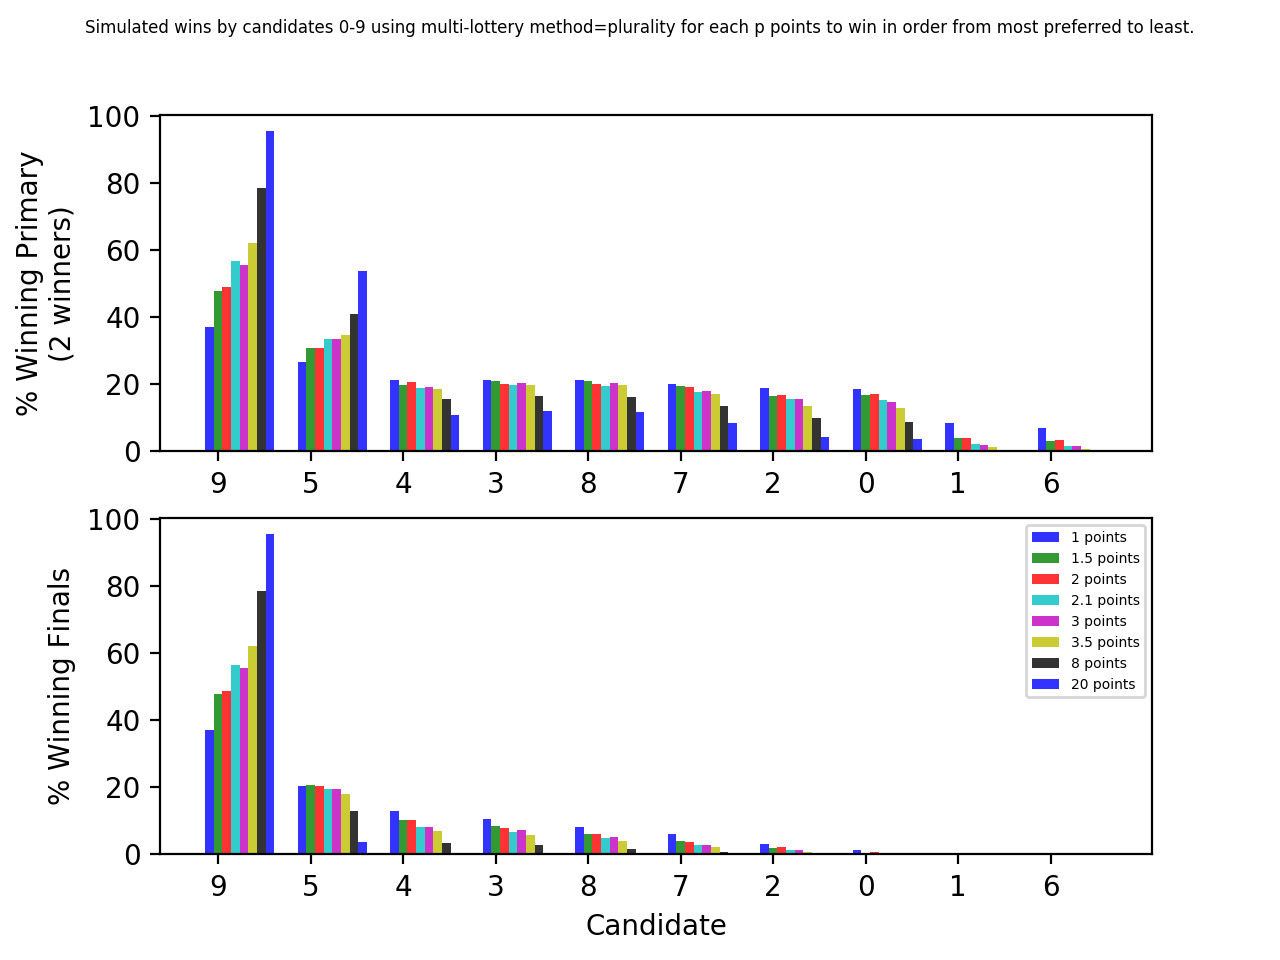 Simulated wins by candidates 0-9 using multi-lottery method=plurality for each p points to win in order from most preferred to least.
% Winning Primary
(2 winners)
100
80
60
40
20
0
9 5 4 3 8 7 2 0 1 6
% Winning Finals
100
80
60
40
20
0
1 points
1.5 points
2 points
2.1 points
3 points
3.5 points
8 points
20 points
9 5 4 3 8 7 2 0 1 6
Candidate